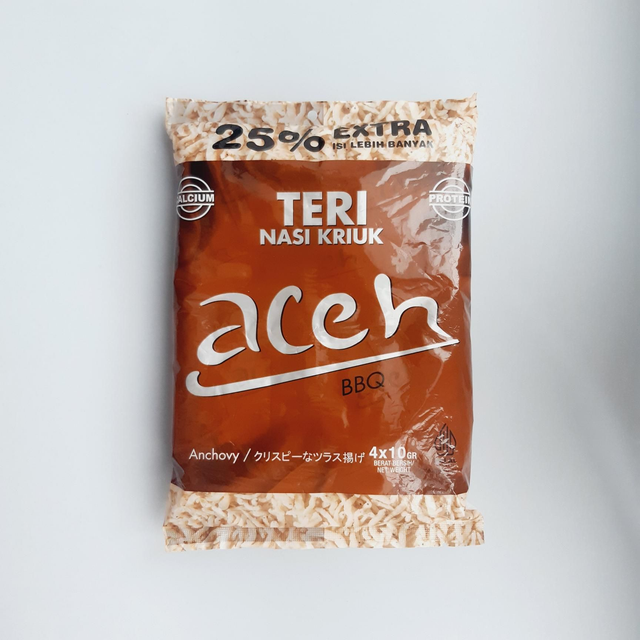 25% EXTRA
ISI LEBIH BANYAK
CALCIUM
PROTEIN
TERI
NASI KRIUK
aceh
BBQ
Anchovy / クリスピーなツラス揚げ 4x10GR
BERAT BERSIH/
NET WEIGHT